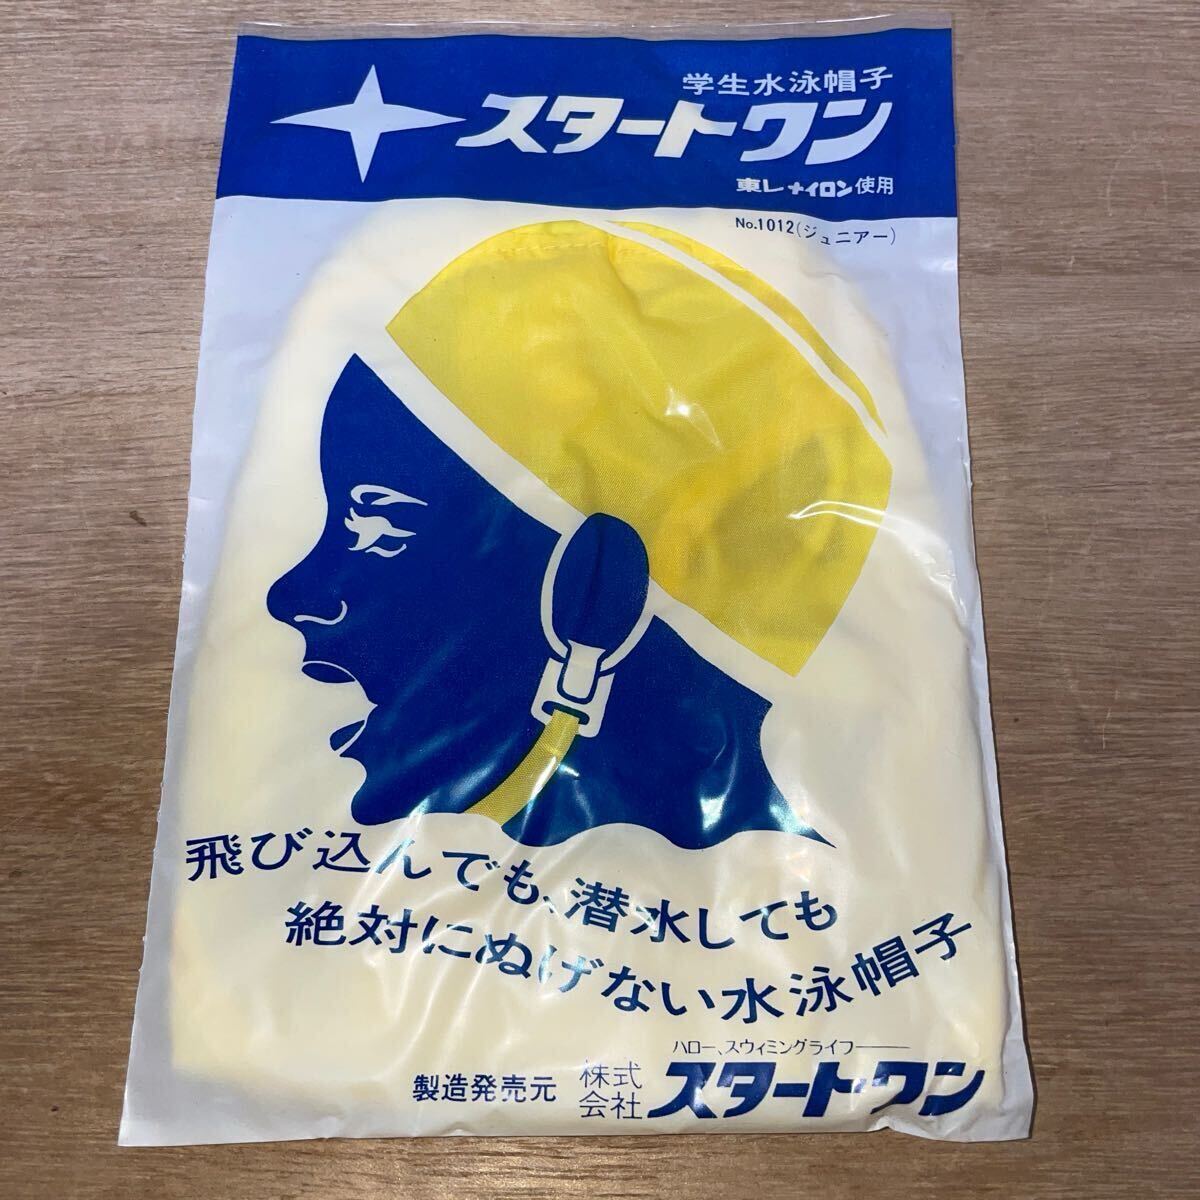 学生水泳帽子
スタートワン
東レナイロン使用
No.1012(ジュニアー)
飛び込んでも、潜水しても
絶対にぬげない水泳帽子
ハロー、スウィミングライフ――
製造発売元 株式会社 スタート・ワン